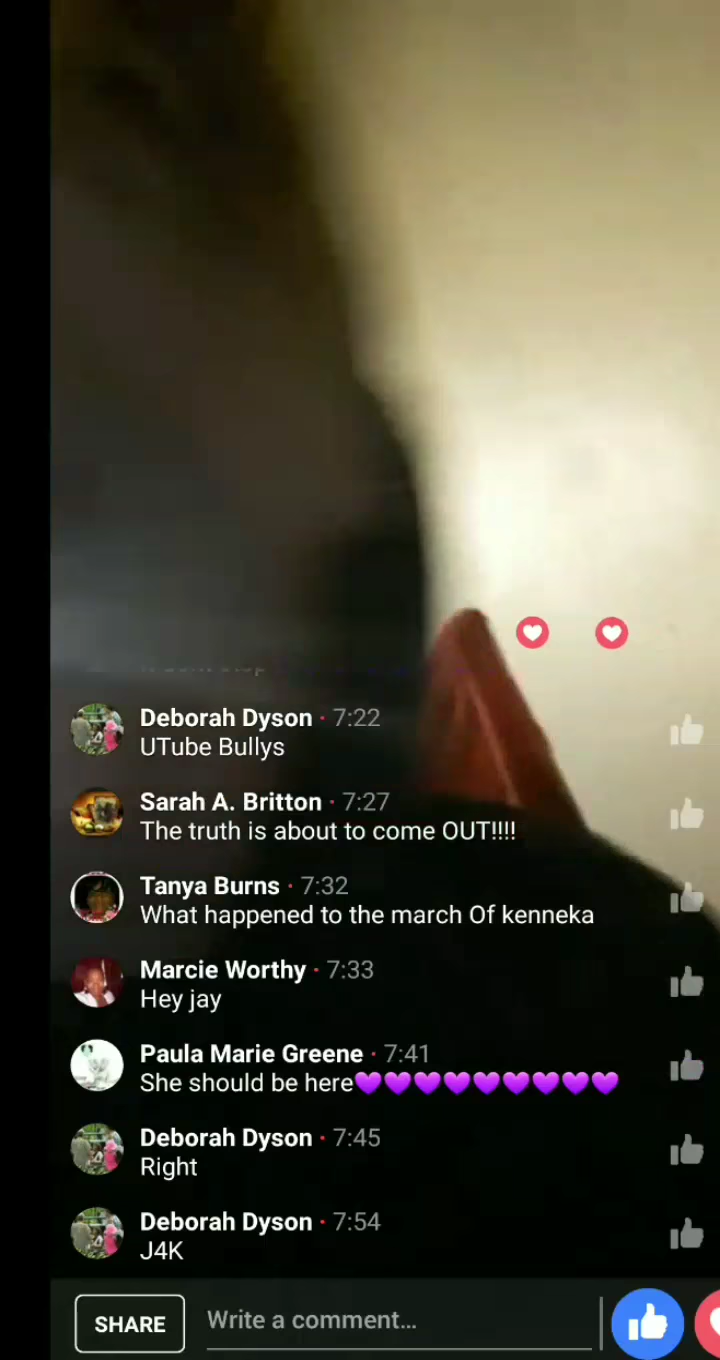 Deborah Dyson · 7:22
UTube Bullys
Sarah A. Britton · 7:27
The truth is about to come OUT!!!!
Tanya Burns · 7:32
What happened to the march Of kenneka
Marcie Worthy · 7:33
Hey jay
Paula Marie Greene · 7:41
She should be here💜💜💜💜💜💜💜💜💜
Deborah Dyson · 7:45
Right
Deborah Dyson · 7:54
J4K
SHARE Write a comment...